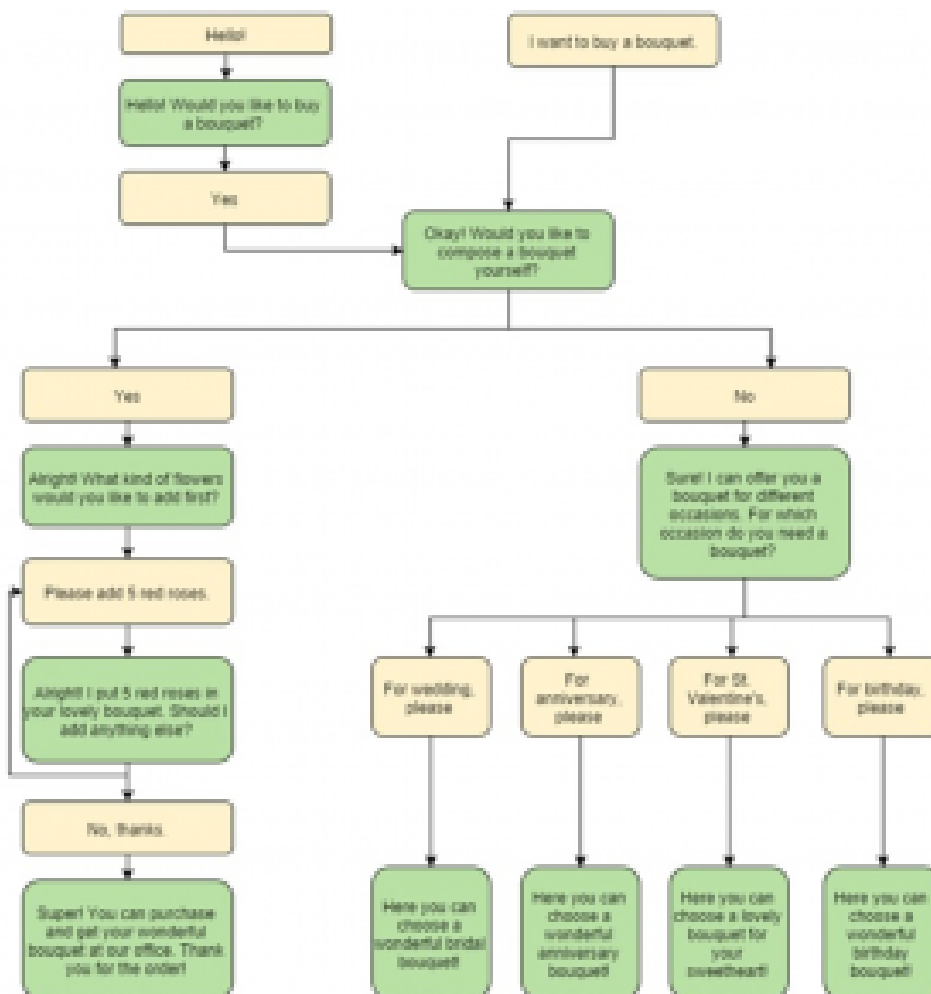 Hello!
I want to buy a bouquet.
Hello! Would you like to buy
a bouquet?
Yes
Okay! Would you like to
compose a bouquet
yourself?
Yes
No
Alright! What kind of flowers
would you like to add first?
Sure! I can offer you a
bouquet for different
occasions. For which
occasion do you need a
bouquet?
Please add 5 red roses.
Alright! I put 5 red roses in
your lovely bouquet. Should I
add anything else?
For wedding,
please
For
anniversary,
please
For St.
Valentine's,
please
For birthday,
please
No, thanks.
Super! You can purchase
and get your wonderful
bouquet at our office. Thank
you for the order!
Here you can
choose a
wonderful bridal
bouquet!
Here you can
choose a
wonderful
anniversary
bouquet!
Here you can
choose a lovely
bouquet for
your
sweetheart!
Here you can
choose a
wonderful
birthday
bouquet!